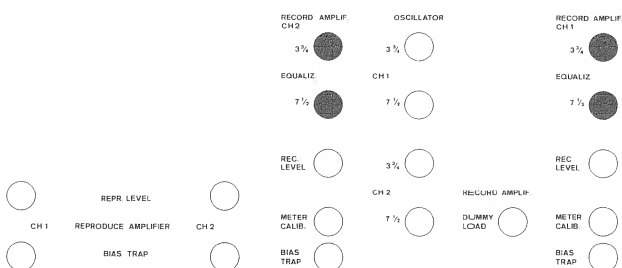 RECORD AMPLIF. OSCILLATOR RECORD AMPLIF.
CH 2 CH 1
3 ¾ 3 ¾ 3 ¾
EQUALIZ. CH 1 EQUALIZ.
7 ½ 7 ½ 7 ½
REC. LEVEL 3 ¾ REC. LEVEL
REPR. LEVEL
CH 2 RECORD AMPLIF.
CH 1 REPRODUCE AMPLIFIER CH 2
METER CALIB. 7 ½ DUMMY LOAD METER CALIB.
BIAS TRAP BIAS TRAP BIAS TRAP